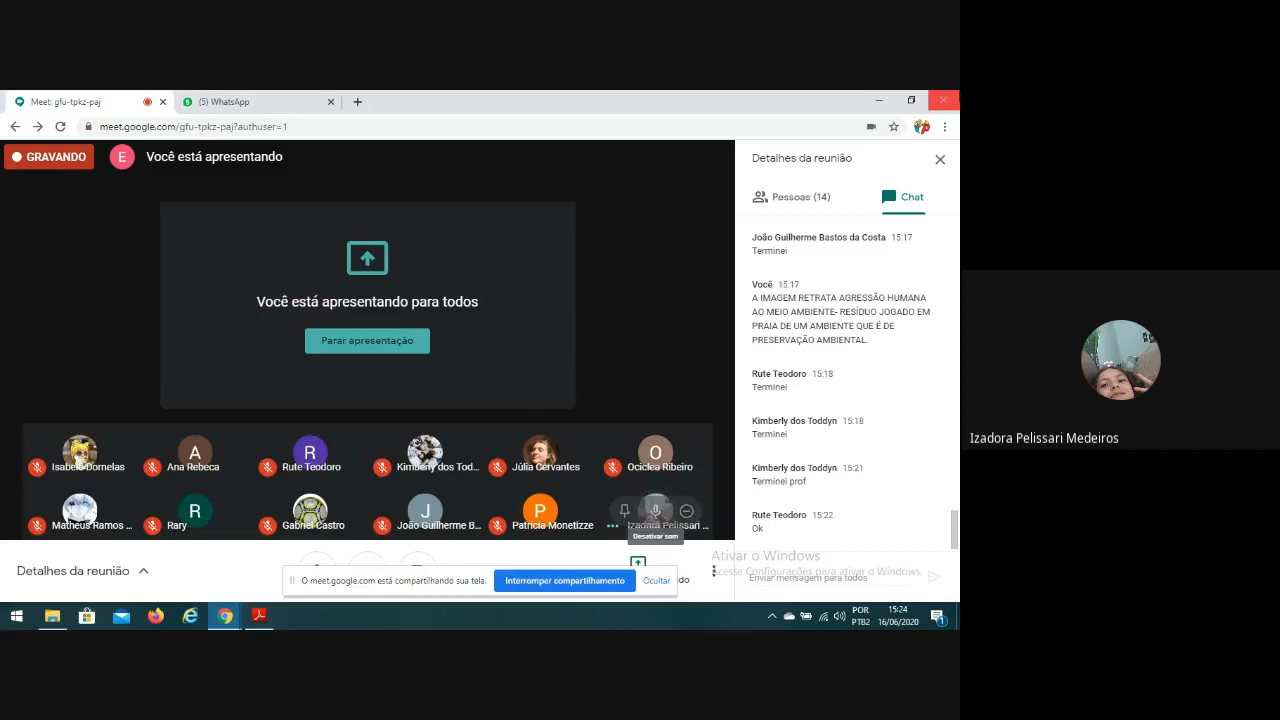 Meet: gfu-tpkz-paj
(5) WhatsApp
meet.google.com/gfu-tpkz-paj?authuser=1
GRAVANDO
E
Você está apresentando
Você está apresentando para todos
Parar apresentação
Isabela Dornelas
A
Ana Rebeca
R
Rute Teodoro
Kimberly dos Tod...
Júlia Cervantes
O
Ociclea Ribeiro
Matheus Ramos ...
R
Rary
Gabriel Castro
J
João Guilherme B...
P
Patricia Monetizze
Izadora Pelissari ...
Desativar som
Detalhes da reunião
O meet.google.com está compartilhando sua tela.
Interromper compartilhamento
Ocultar
Detalhes da reunião
Pessoas (14)
Chat
João Guilherme Bastos da Costa 15:17
Terminei
Você 15:17
A IMAGEM RETRATA AGRESSÃO HUMANA
AO MEIO AMBIENTE- RESÍDUO JOGADO EM
PRAIA DE UM AMBIENTE QUE É DE
PRESERVAÇÃO AMBIENTAL.
Rute Teodoro 15:18
Terminei
Kimberly dos Toddyn 15:18
Terminei
Kimberly dos Toddyn 15:21
Terminei prof
Rute Teodoro 15:22
Ok
Ativar o Windows
Acesse Configurações para ativar o Windows.
Enviar mensagem para todos
POR
PTB2
15:24
16/06/2020
1
Izadora Pelissari Medeiros